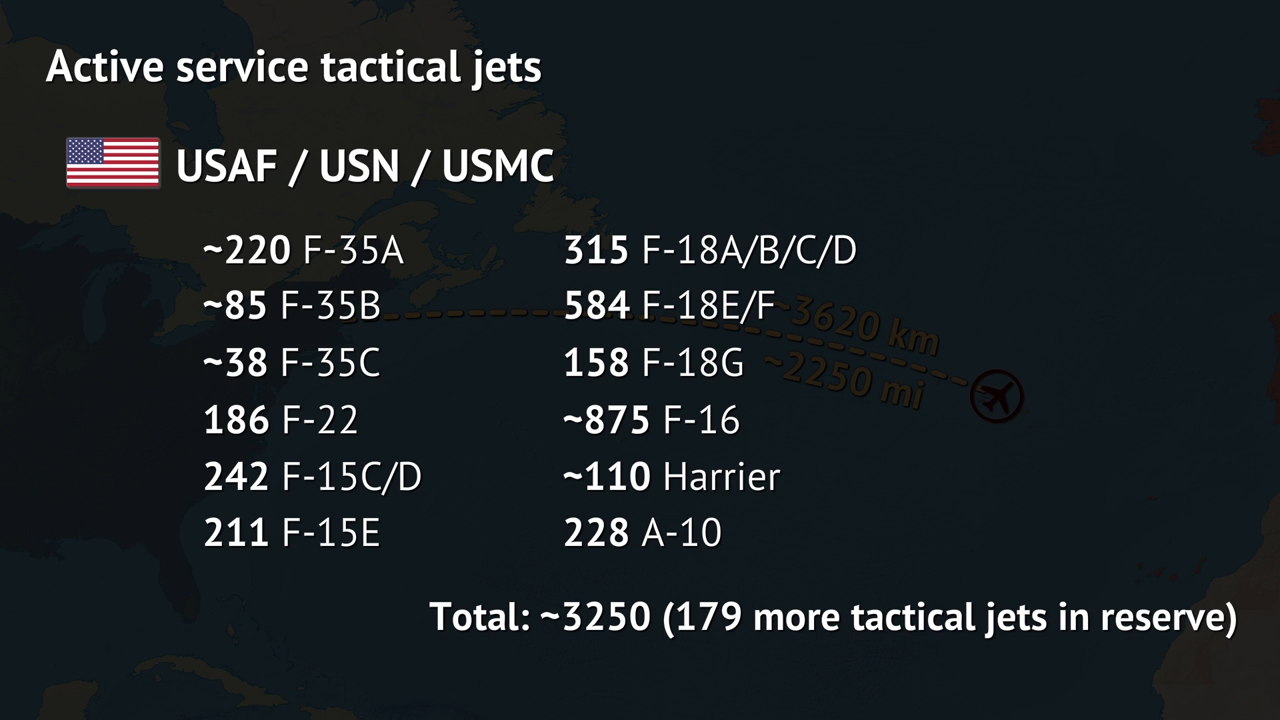 Active service tactical jets
USAF / USN / USMC
~220 F-35A
~85 F-35B
~38 F-35C
186 F-22
242 F-15C/D
211 F-15E
315 F-18A/B/C/D
584 F-18E/F
158 F-18G
~875 F-16
~110 Harrier
228 A-10
~3620 km
~2250 mi
Total: ~3250 (179 more tactical jets in reserve)